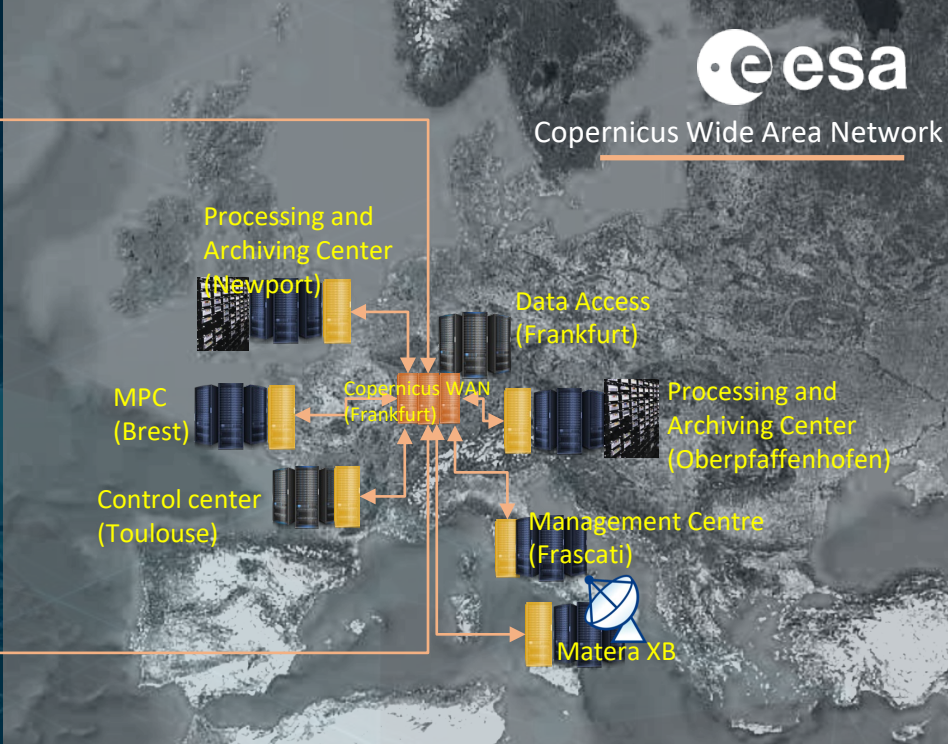 esa
Copernicus Wide Area Network
Processing and
Archiving Center
(Newport)
Data Access
(Frankfurt)
MPC
(Brest)
Copernicus WAN
(Frankfurt)
Processing and
Archiving Center
(Oberpfaffenhofen)
Control center
(Toulouse)
Management Centre
(Frascati)
Matera XB